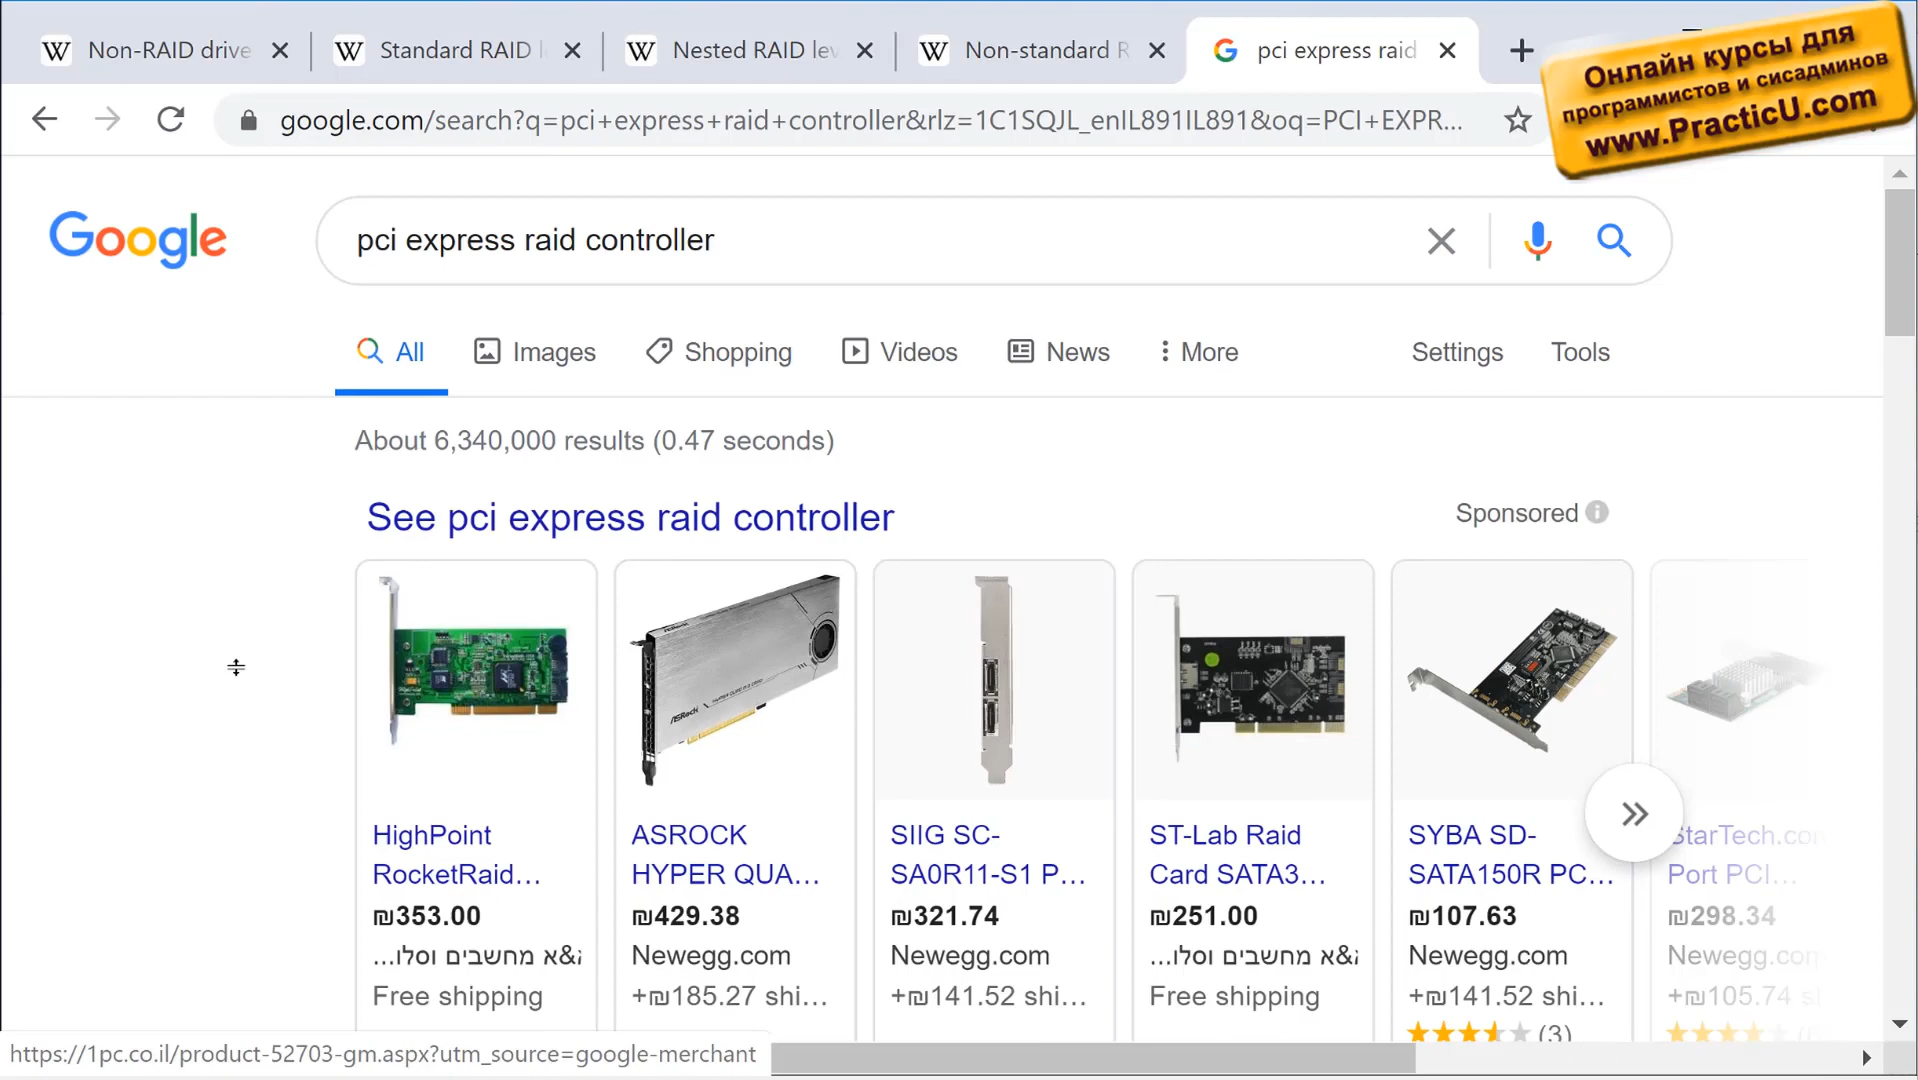 Non-RAID drive
Standard RAID l
Nested RAID lev
Non-standard R
pci express raid
Онлайн курсы для
программистов и сисадминов
www.PracticU.com
google.com/search?q=pci+express+raid+controller&rlz=1C1SQJL_enIL891IL891&oq=PCI+EXPR...
Google
pci express raid controller
All
Images
Shopping
Videos
News
More
Settings
Tools
About 6,340,000 results (0.47 seconds)
See pci express raid controller
Sponsored
HighPoint
RocketRaid...
₪353.00
...א&א מחשבים וסלו
Free shipping
ASROCK
HYPER QUA...
₪429.38
Newegg.com
+₪185.27 shi...
SIIG SC-
SA0R11-S1 P...
₪321.74
Newegg.com
+₪141.52 shi...
ST-Lab Raid
Card SATA3...
₪251.00
...א&א מחשבים וסלו
Free shipping
SYBA SD-
SATA150R PC...
₪107.63
Newegg.com
+₪141.52 shi...
(3)
StarTech.com
Port PCI...
₪298.34
Newegg.com
+₪105.74 s
https://1pc.co.il/product-52703-gm.aspx?utm_source=google-merchant